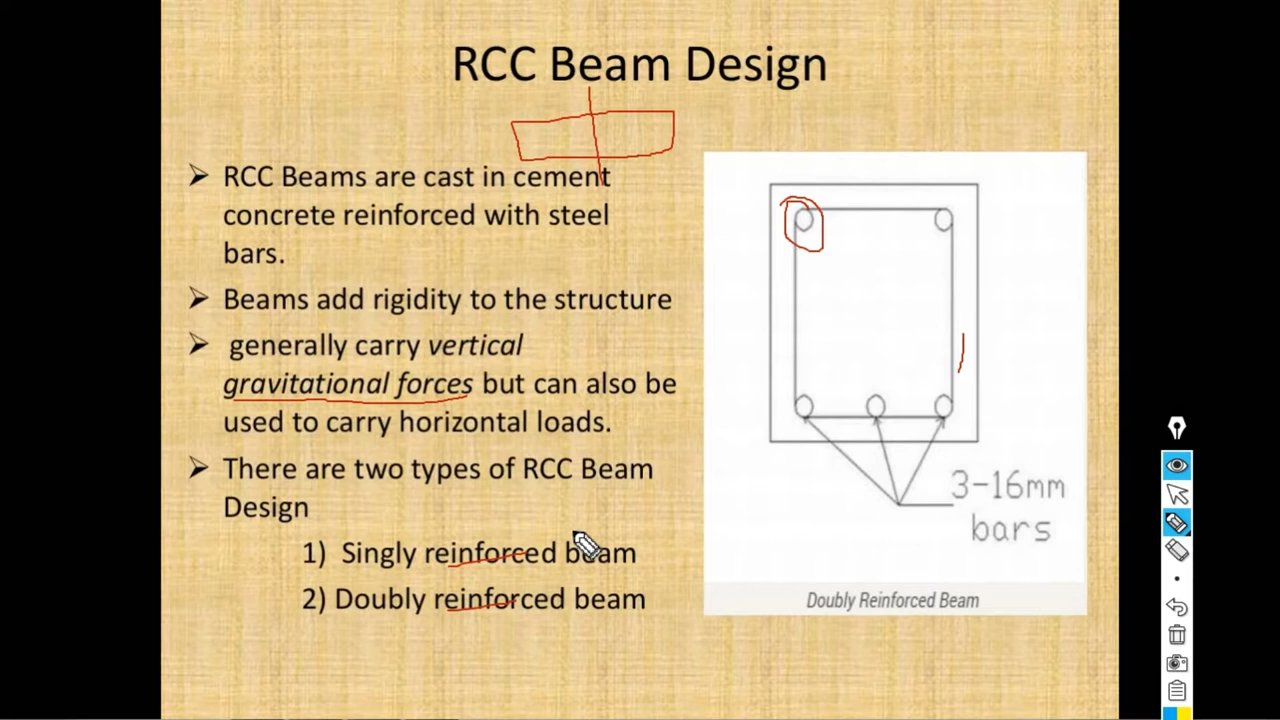 RCC Beam Design
➢ RCC Beams are cast in cement
concrete reinforced with steel
bars.
➢ Beams add rigidity to the structure
➢ generally carry vertical
gravitational forces but can also be
used to carry horizontal loads.
➢ There are two types of RCC Beam
Design
1) Singly reinforced beam
2) Doubly reinforced beam
3-16mm
bars
Doubly Reinforced Beam